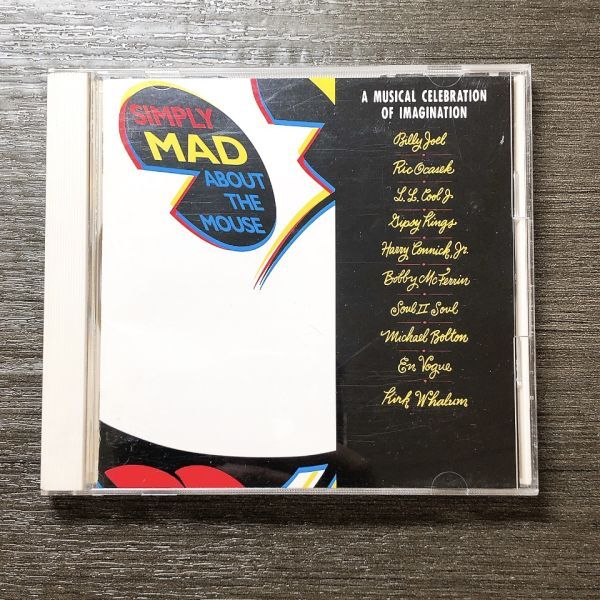 SIMPLY
MAD
ABOUT
THE
MOUSE
A MUSICAL CELEBRATION
OF IMAGINATION
Billy Joel
Ric Ocasek
L.L. Cool J
Gipsy Kings
Harry Connick, Jr.
Bobby McFerrin
Soul II Soul
Michael Bolton
En Vogue
Kirk Whalum